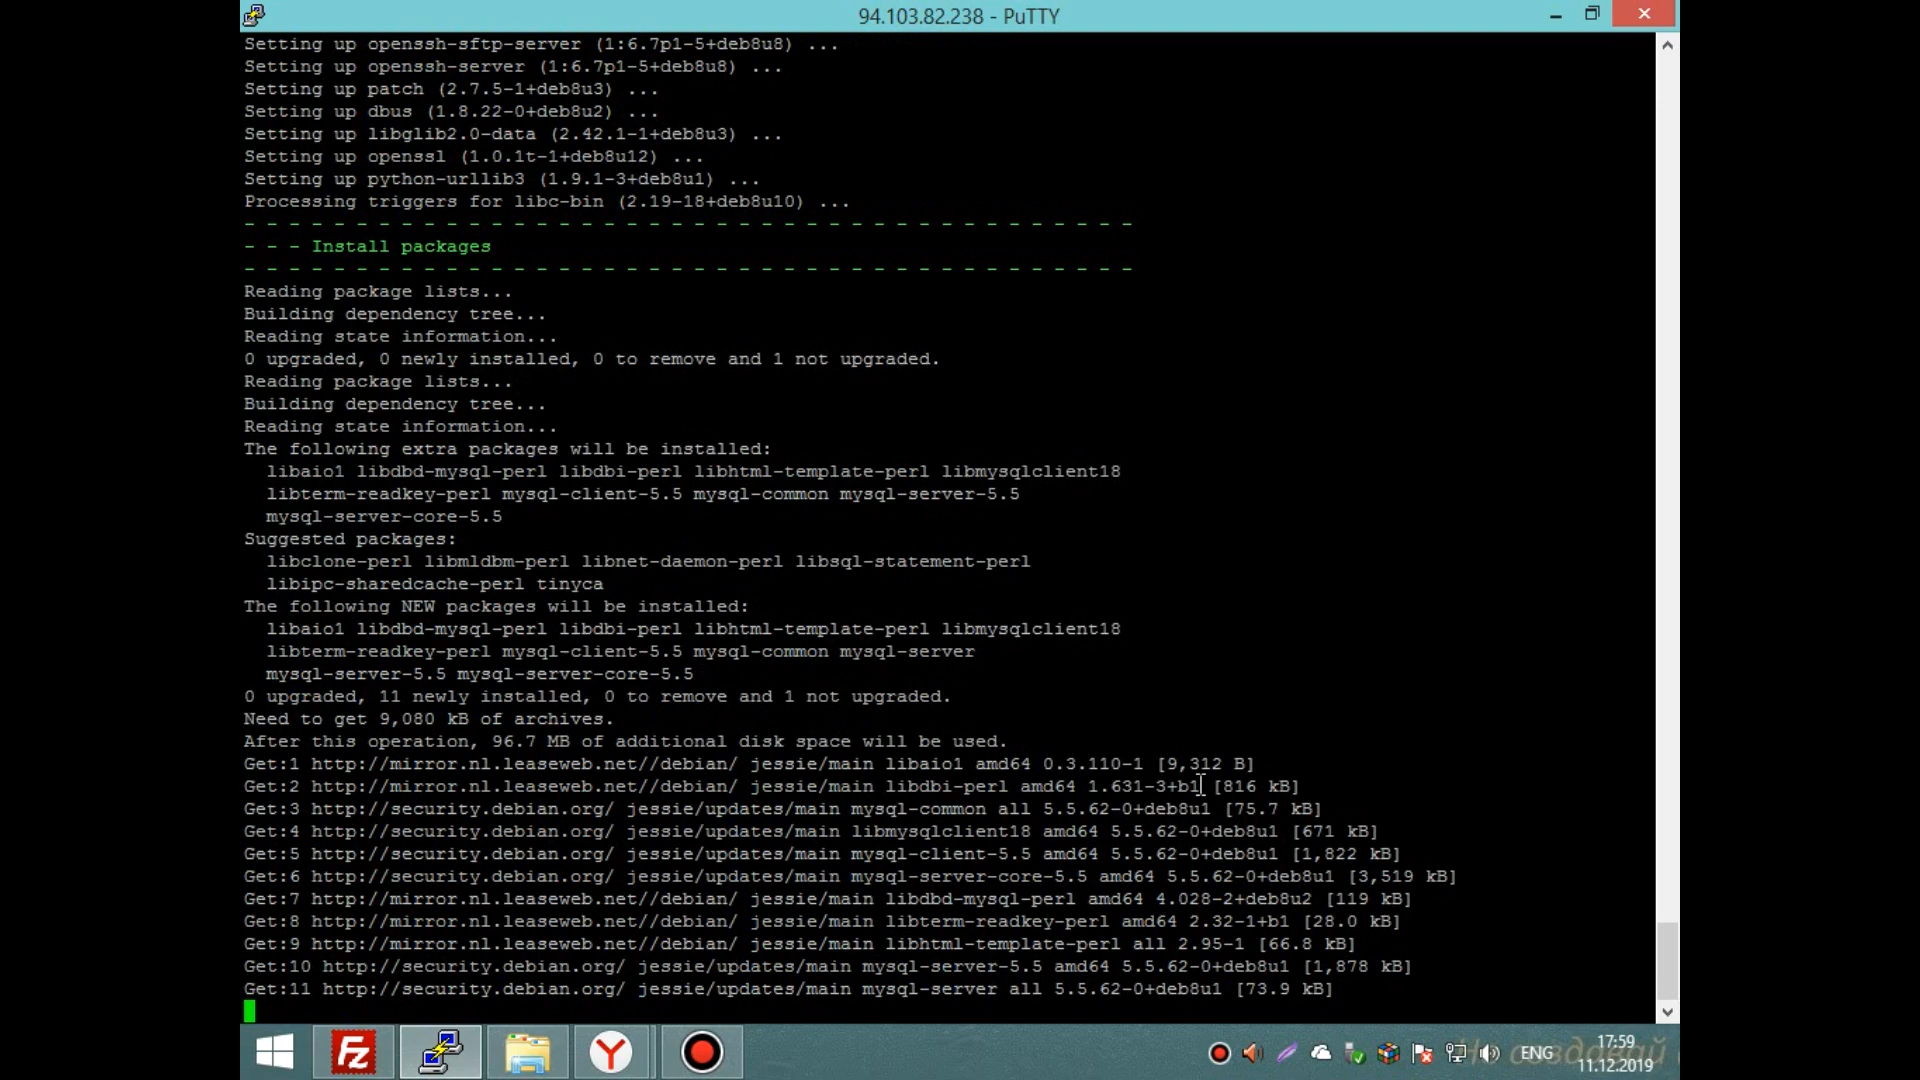 94.103.82.238 - PuTTY
Setting up openssh-sftp-server (1:6.7p1-5+deb8u8) ...
Setting up openssh-server (1:6.7p1-5+deb8u8) ...
Setting up patch (2.7.5-1+deb8u3) ...
Setting up dbus (1.8.22-0+deb8u2) ...
Setting up libglib2.0-data (2.42.1-1+deb8u3) ...
Setting up openssl (1.0.1t-1+deb8u12) ...
Setting up python-urllib3 (1.9.1-3+deb8u1) ...
Processing triggers for libc-bin (2.19-18+deb8u10) ...
- - - - - - - - - - - - - - - - - - - - - - - - - - - - - - - - - - - - - - - -
- - - Install packages
- - - - - - - - - - - - - - - - - - - - - - - - - - - - - - - - - - - - - - - -
Reading package lists...
Building dependency tree...
Reading state information...
0 upgraded, 0 newly installed, 0 to remove and 1 not upgraded.
Reading package lists...
Building dependency tree...
Reading state information...
The following extra packages will be installed:
libaio1 libdbd-mysql-perl libdbi-perl libhtml-template-perl libmysqlclient18
libterm-readkey-perl mysql-client-5.5 mysql-common mysql-server-5.5
mysql-server-core-5.5
Suggested packages:
libclone-perl libmldbm-perl libnet-daemon-perl libsql-statement-perl
libipc-sharedcache-perl tinyca
The following NEW packages will be installed:
libaio1 libdbd-mysql-perl libdbi-perl libhtml-template-perl libmysqlclient18
libterm-readkey-perl mysql-client-5.5 mysql-common mysql-server
mysql-server-5.5 mysql-server-core-5.5
0 upgraded, 11 newly installed, 0 to remove and 1 not upgraded.
Need to get 9,080 kB of archives.
After this operation, 96.7 MB of additional disk space will be used.
Get:1 http://mirror.nl.leaseweb.net//debian/ jessie/main libaio1 amd64 0.3.110-1 [9,312 B]
Get:2 http://mirror.nl.leaseweb.net//debian/ jessie/main libdbi-perl amd64 1.631-3+b1 [816 kB]
Get:3 http://security.debian.org/ jessie/updates/main mysql-common all 5.5.62-0+deb8u1 [75.7 kB]
Get:4 http://security.debian.org/ jessie/updates/main libmysqlclient18 amd64 5.5.62-0+deb8u1 [671 kB]
Get:5 http://security.debian.org/ jessie/updates/main mysql-client-5.5 amd64 5.5.62-0+deb8u1 [1,822 kB]
Get:6 http://security.debian.org/ jessie/updates/main mysql-server-core-5.5 amd64 5.5.62-0+deb8u1 [3,519 kB]
Get:7 http://mirror.nl.leaseweb.net//debian/ jessie/main libdbd-mysql-perl amd64 4.028-2+deb8u2 [119 kB]
Get:8 http://mirror.nl.leaseweb.net//debian/ jessie/main libterm-readkey-perl amd64 2.32-1+b1 [28.0 kB]
Get:9 http://mirror.nl.leaseweb.net//debian/ jessie/main libhtml-template-perl all 2.95-1 [66.8 kB]
Get:10 http://security.debian.org/ jessie/updates/main mysql-server-5.5 amd64 5.5.62-0+deb8u1 [1,878 kB]
Get:11 http://security.debian.org/ jessie/updates/main mysql-server all 5.5.62-0+deb8u1 [73.9 kB]
Fz
Y
ENG
17:59
11.12.2019